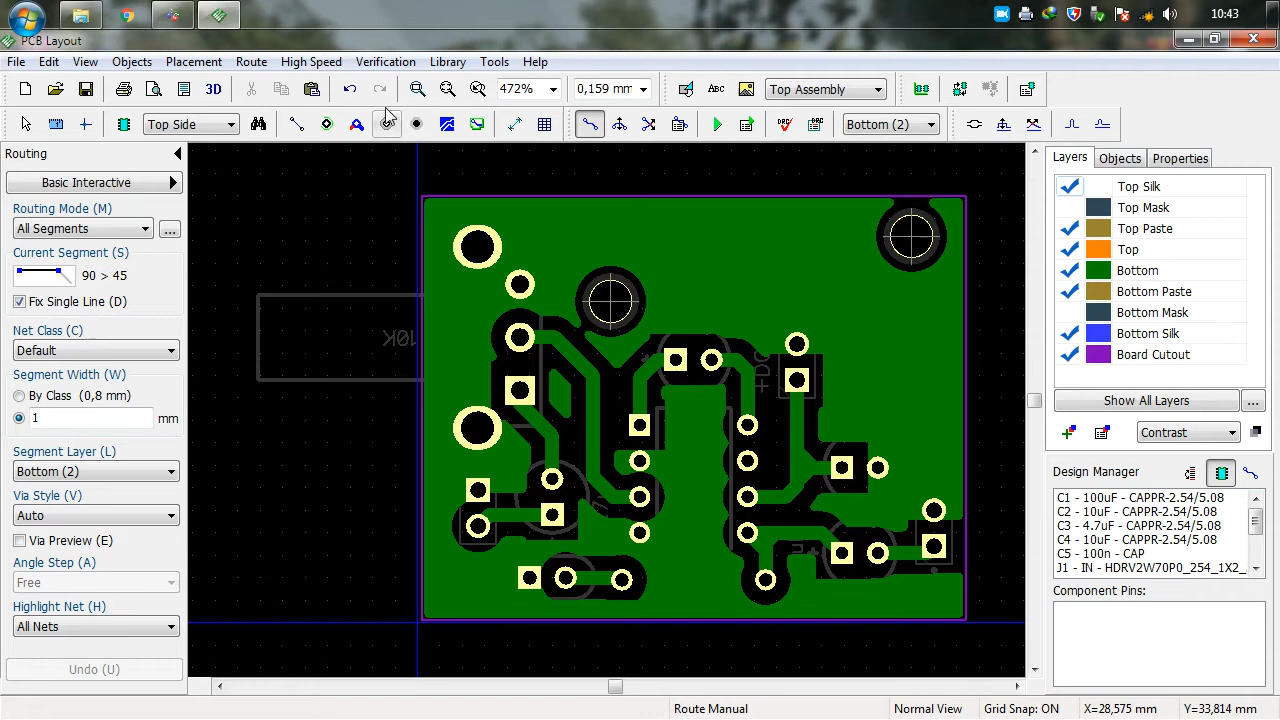 10:43
PCB Layout
File Edit View Objects Placement Route High Speed Verification Library Tools Help
3D 472% 0,159 mm ABC Top Assembly
Top Side Bottom (2)
Routing
Basic Interactive
Routing Mode (M)
All Segments ...
Current Segment (S)
90 > 45
Fix Single Line (D)
Net Class (C)
Default
Segment Width (W)
By Class (0,8 mm)
1 mm
Segment Layer (L)
Bottom (2)
Via Style (V)
Auto
Via Preview (E)
Angle Step (A)
Free
Highlight Net (H)
All Nets
Undo (U)
10K
Layers Objects Properties
Top Silk
Top Mask
Top Paste
Top
Bottom
Bottom Paste
Bottom Mask
Bottom Silk
Board Cutout
Show All Layers ...
Contrast
Design Manager
C1 - 100uF - CAPPR-2.54/5.08
C2 - 10uF - CAPPR-2.54/5.08
C3 - 4.7uF - CAPPR-2.54/5.08
C4 - 10uF - CAPPR-2.54/5.08
C5 - 100n - CAP
J1 - IN - HDRV2W70P0_254_1X2_
Component Pins:
Route Manual Normal View Grid Snap: ON X=28,575 mm Y=33,814 mm